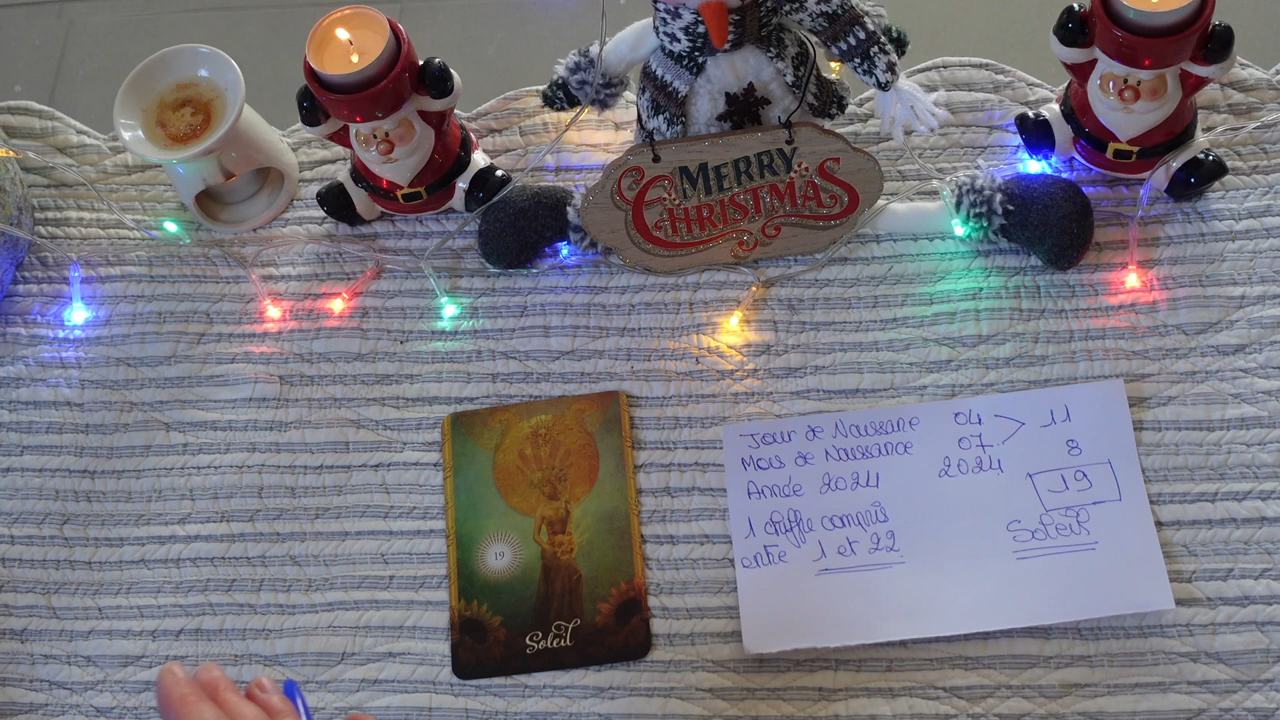 MERRY
CHRISTMAS
19
Soleil
Jour de Naissance 04 11
Mois de Naissance 07 8
Année 2024 2024 19
1 chiffre compris Soleil
entre 1 et 22